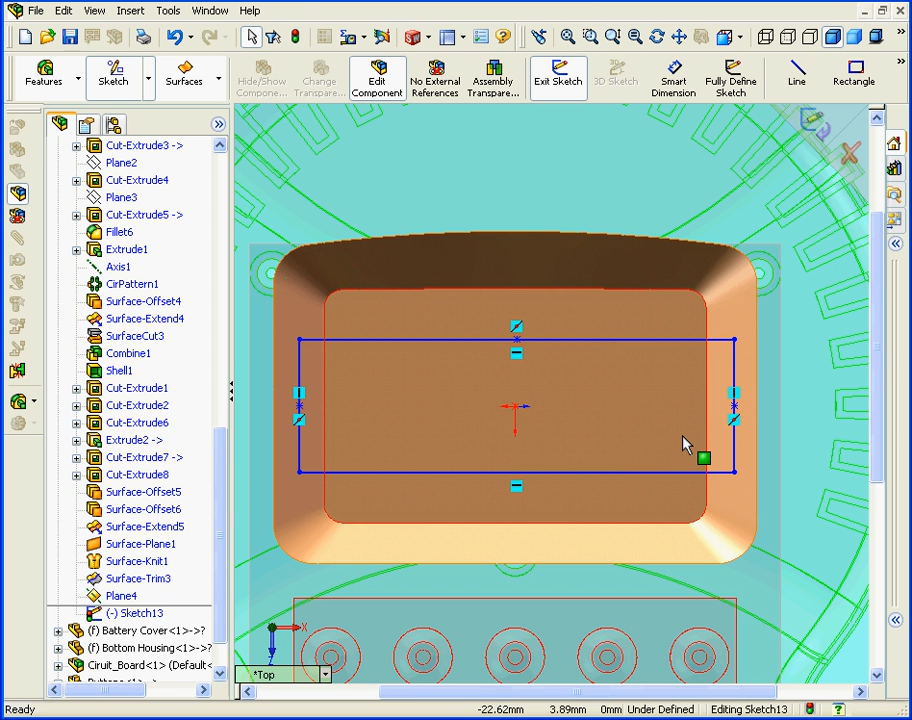 File Edit View Insert Tools Window Help
Features Sketch Surfaces Hide/Show Componen... Change Transpare... Edit Component No External References Assembly Transparen... Exit Sketch 3D Sketch Smart Dimension Fully Define Sketch Line Rectangle
Cut-Extrude3 ->
Plane2
Cut-Extrude4
Plane3
Cut-Extrude5 ->
Fillet6
Extrude1
Axis1
CirPattern1
Surface-Offset4
Surface-Extend4
SurfaceCut3
Combine1
Shell1
Cut-Extrude1
Cut-Extrude2
Cut-Extrude6
Extrude2 ->
Cut-Extrude7 ->
Cut-Extrude8
Surface-Offset5
Surface-Offset6
Surface-Extend5
Surface-Plane1
Surface-Knit1
Surface-Trim3
Plane4
(-) Sketch13
(f) Battery Cover<1>->?
(f) Bottom Housing<1>->
Ciruit_Board<1> (Default<
X
Z
*Top
Ready -22.62mm 3.89mm 0mm Under Defined Editing Sketch13